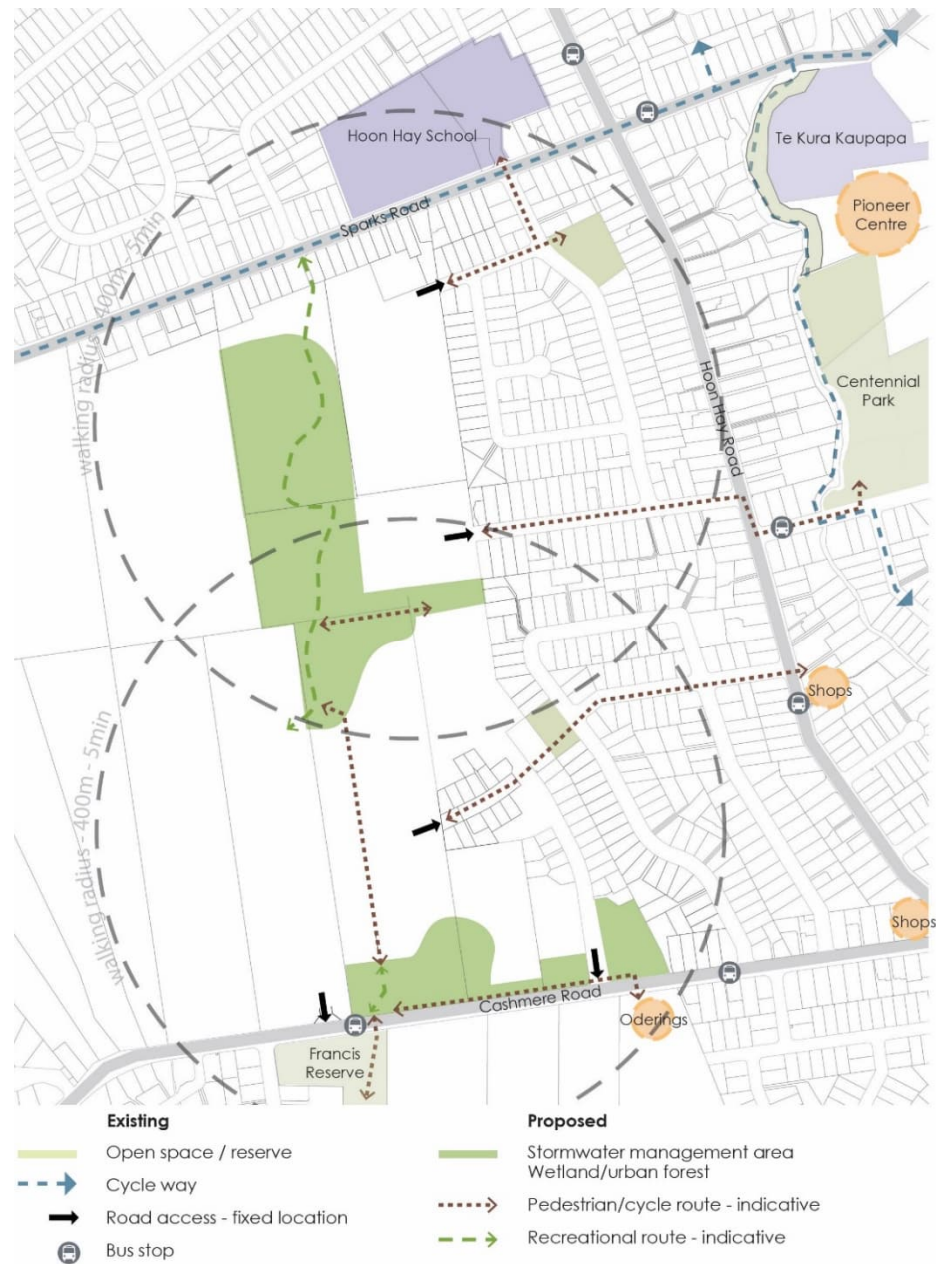 Hoon Hay School
Te Kura Kaupapa
Pioneer
Centre
Sparks Road
walking radius - 400m - 5min
Hoon Hay Road
Centennial
Park
Shops
walking radius - 400m - 5min
Shops
Cashmere Road
Oderings
Francis
Reserve
Existing
Open space / reserve
Cycle way
Road access - fixed location
Bus stop
Proposed
Stormwater management area
Wetland/urban forest
Pedestrian/cycle route - indicative
Recreational route - indicative